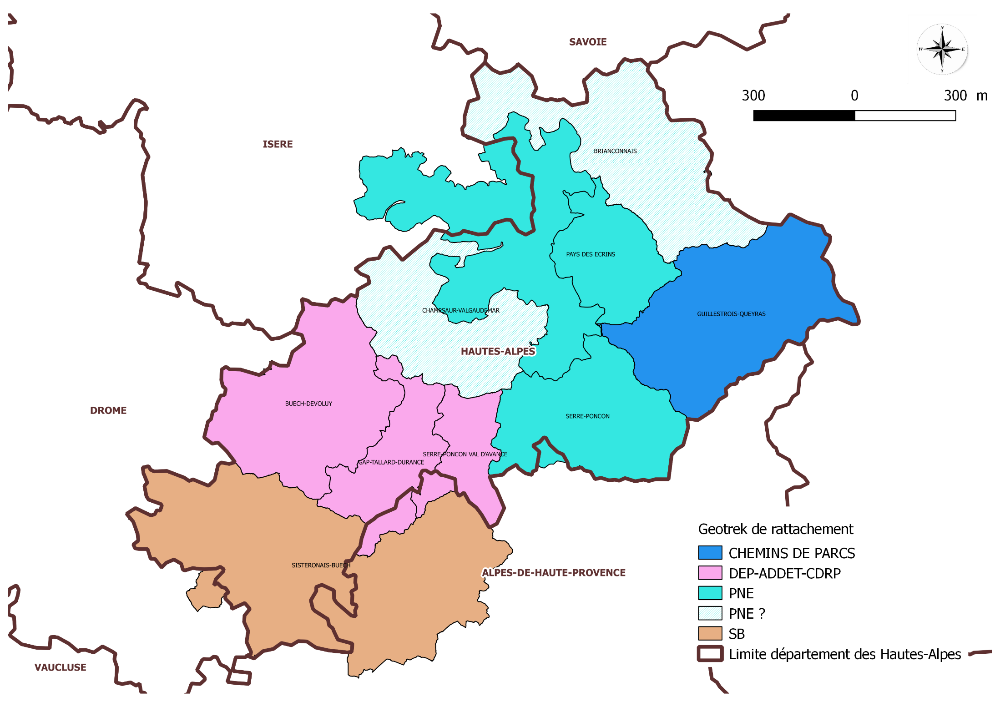 SAVOIE
N
W E
S
300 0 300 m
ISERE
BRIANCONNAIS
PAYS DES ECRINS
CHAMPSAUR-VALGAUDEMAR
GUILLESTROIS-QUEYRAS
HAUTES-ALPES
BUECH-DEVOLUY
DROME
SERRE-PONCON
SERRE-PONCON VAL D'AVANCE
GAP-TALLARD-DURANCE
SISTERONAIS-BUECH
ALPES-DE-HAUTE-PROVENCE
VAUCLUSE
Geotrek de rattachement
CHEMINS DE PARCS
DEP-ADDET-CDRP
PNE
PNE ?
SB
Limite département des Hautes-Alpes